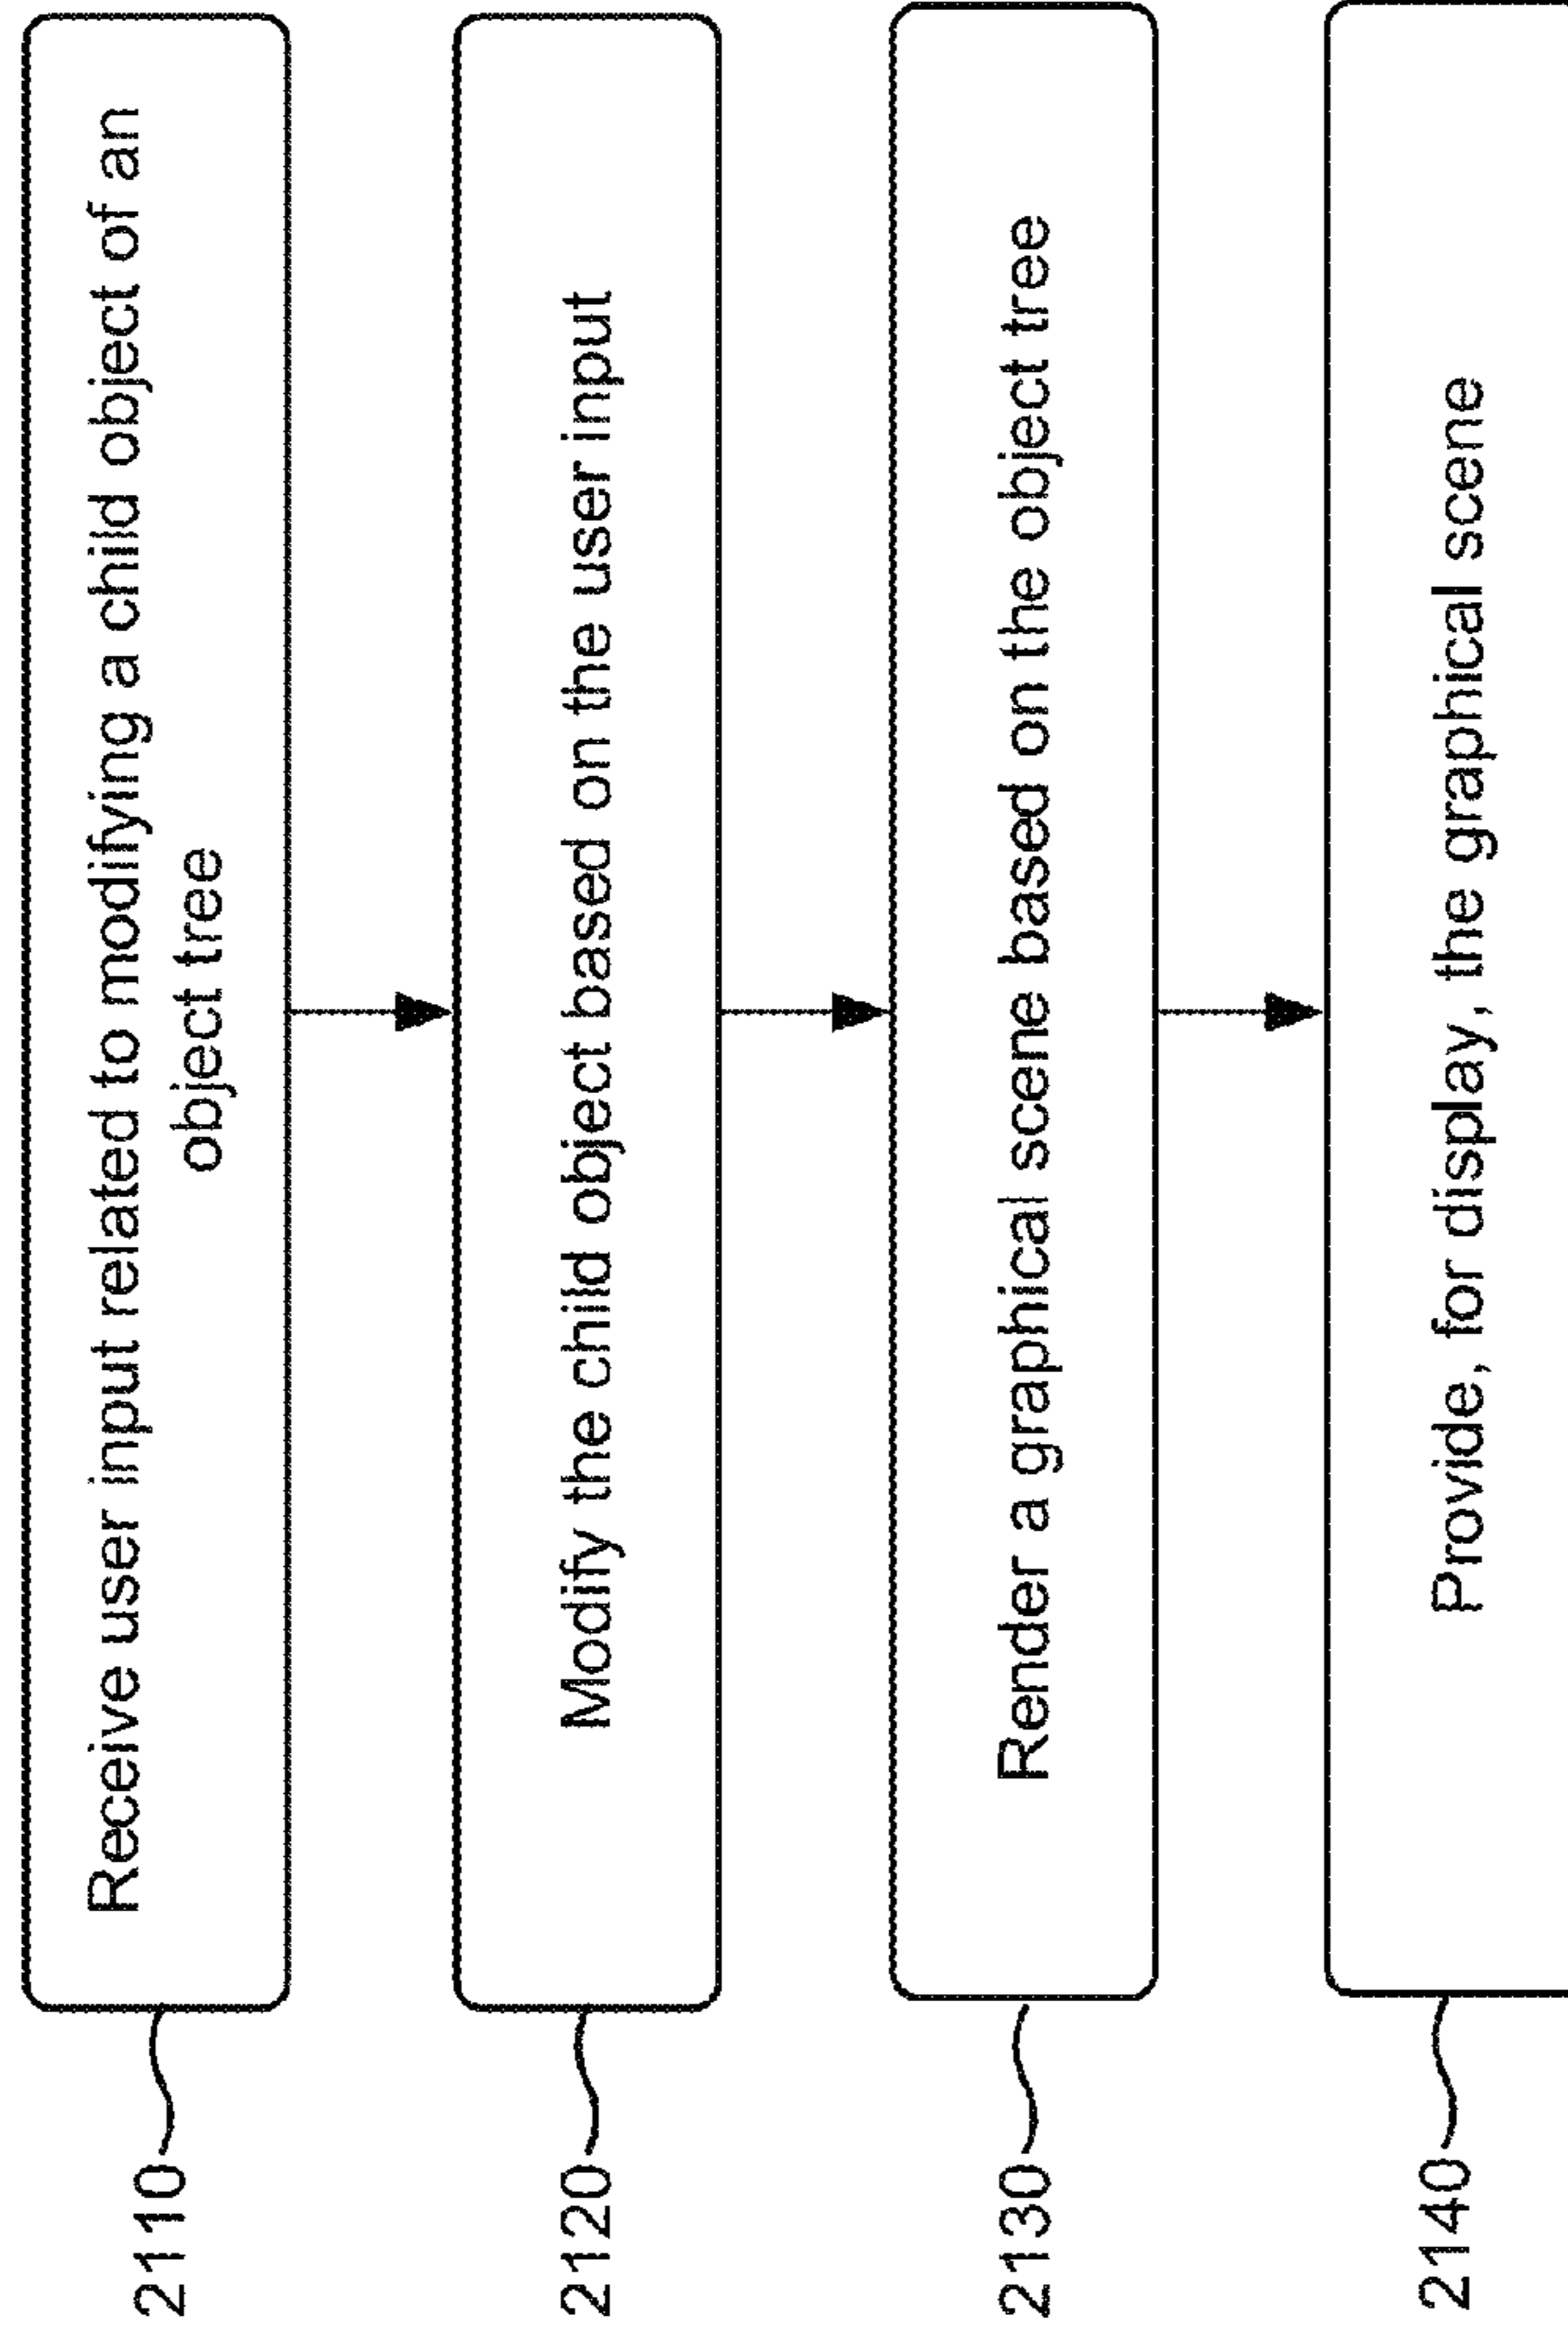 2110
Receive user input related to modifying a child object of an
object tree
2120
Modify the child object based on the user input
2130
Render a graphical scene based on the object tree
2140
Provide, for display, the graphical scene